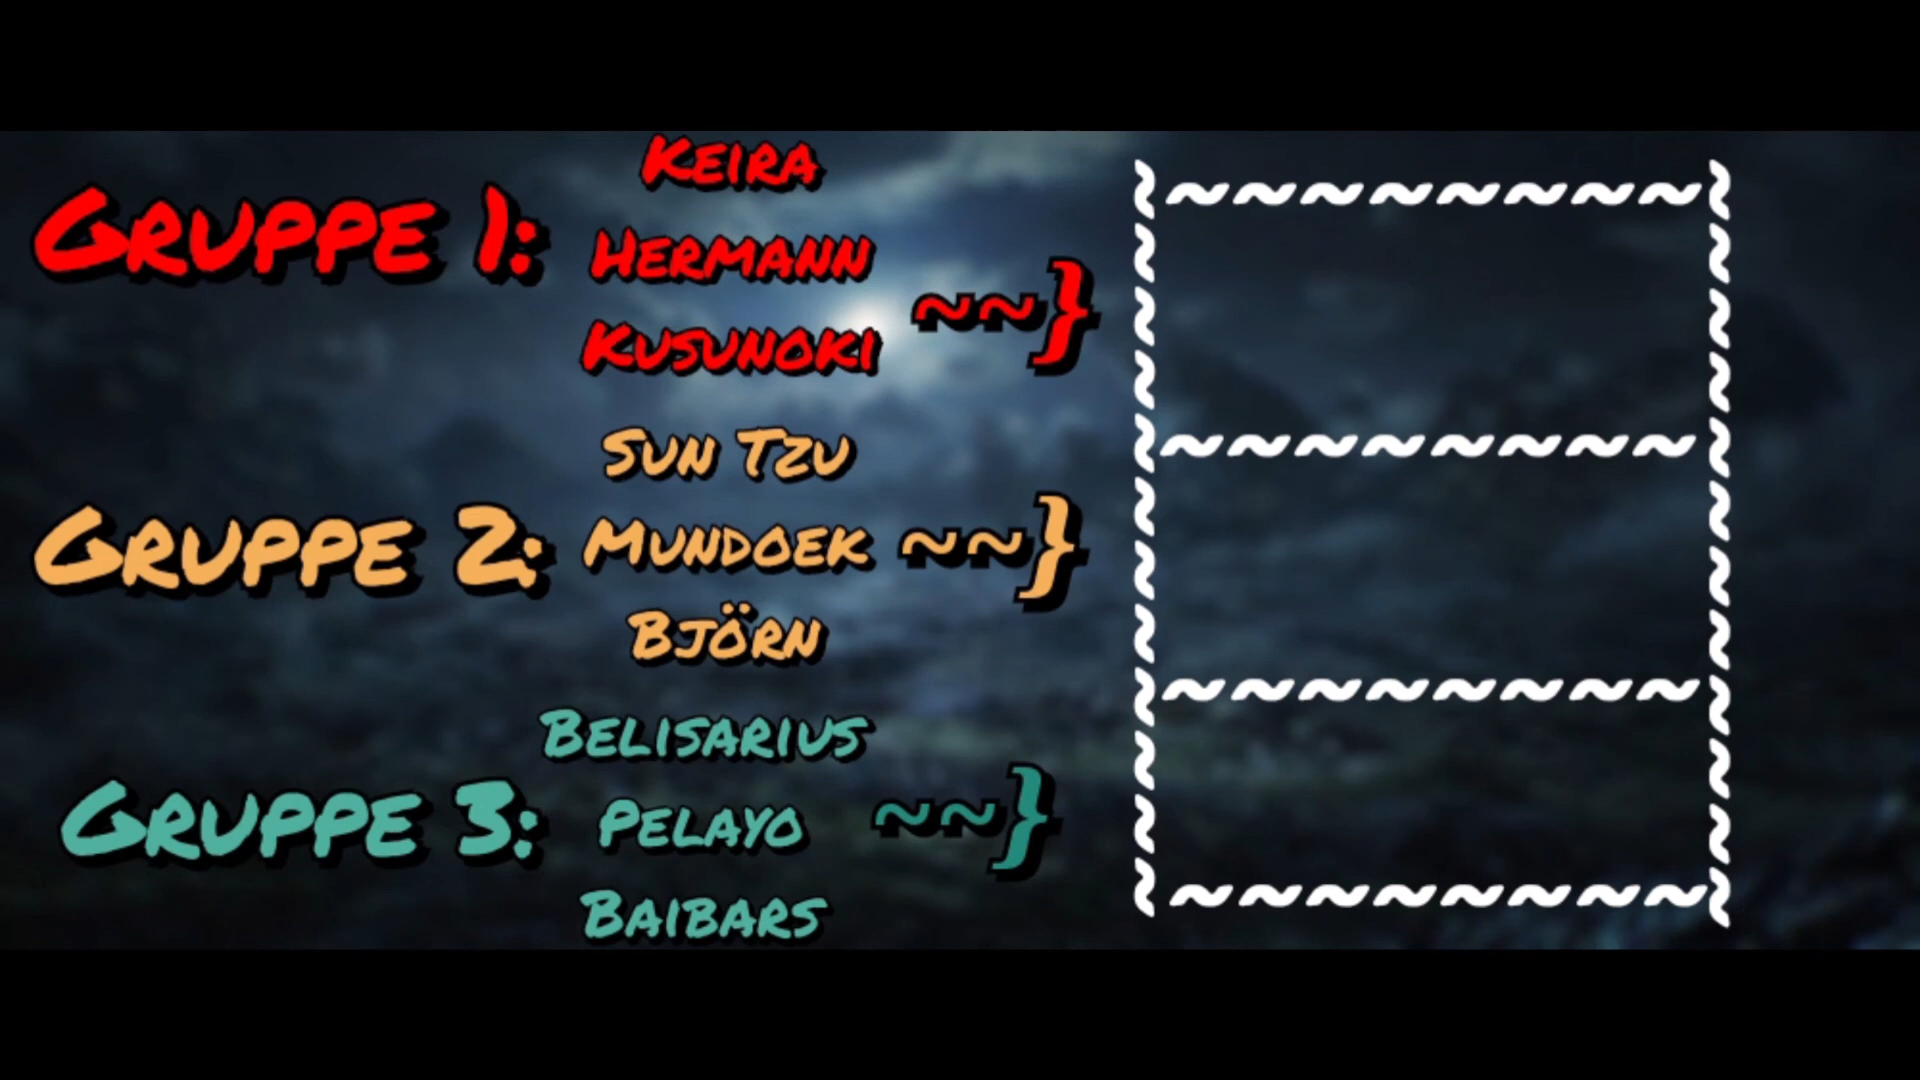 Keira
Gruppe 1:
Hermann
~~}
Kusunoki
Sun Tzu
Gruppe 2:
Mundoek
~~}
Björn
Belisarius
Gruppe 3:
Pelayo
~~}
Baibars